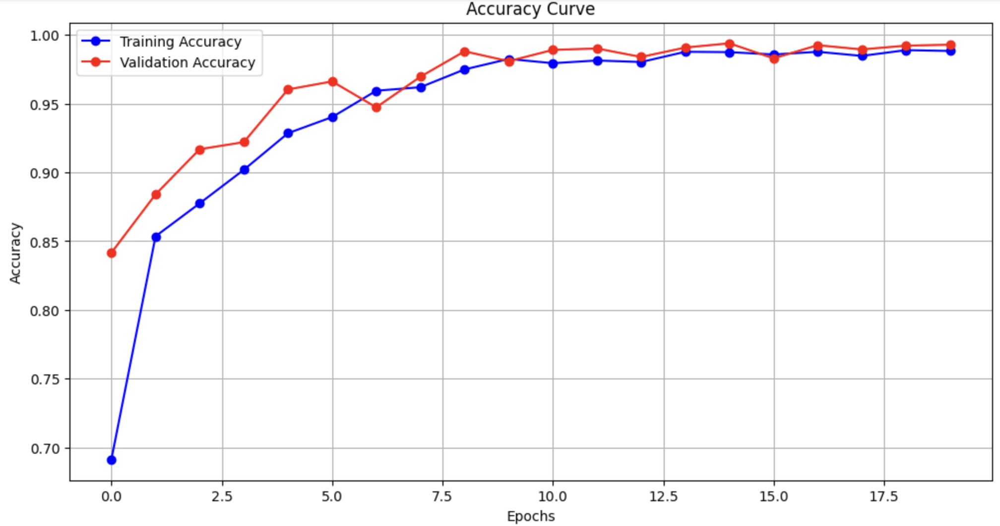 Accuracy Curve
Training Accuracy
Validation Accuracy
1.00
0.95
0.90
0.85
0.80
0.75
0.70
Accuracy
0.0 2.5 5.0 7.5 10.0 12.5 15.0 17.5
Epochs